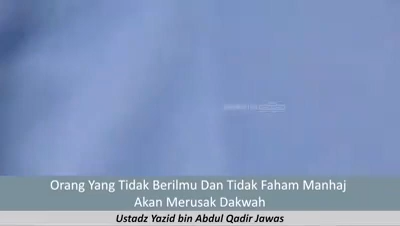 Orang Yang Tidak Berilmu Dan Tidak Faham Manhaj
Akan Merusak Dakwah
Ustadz Yazid bin Abdul Qadir Jawas